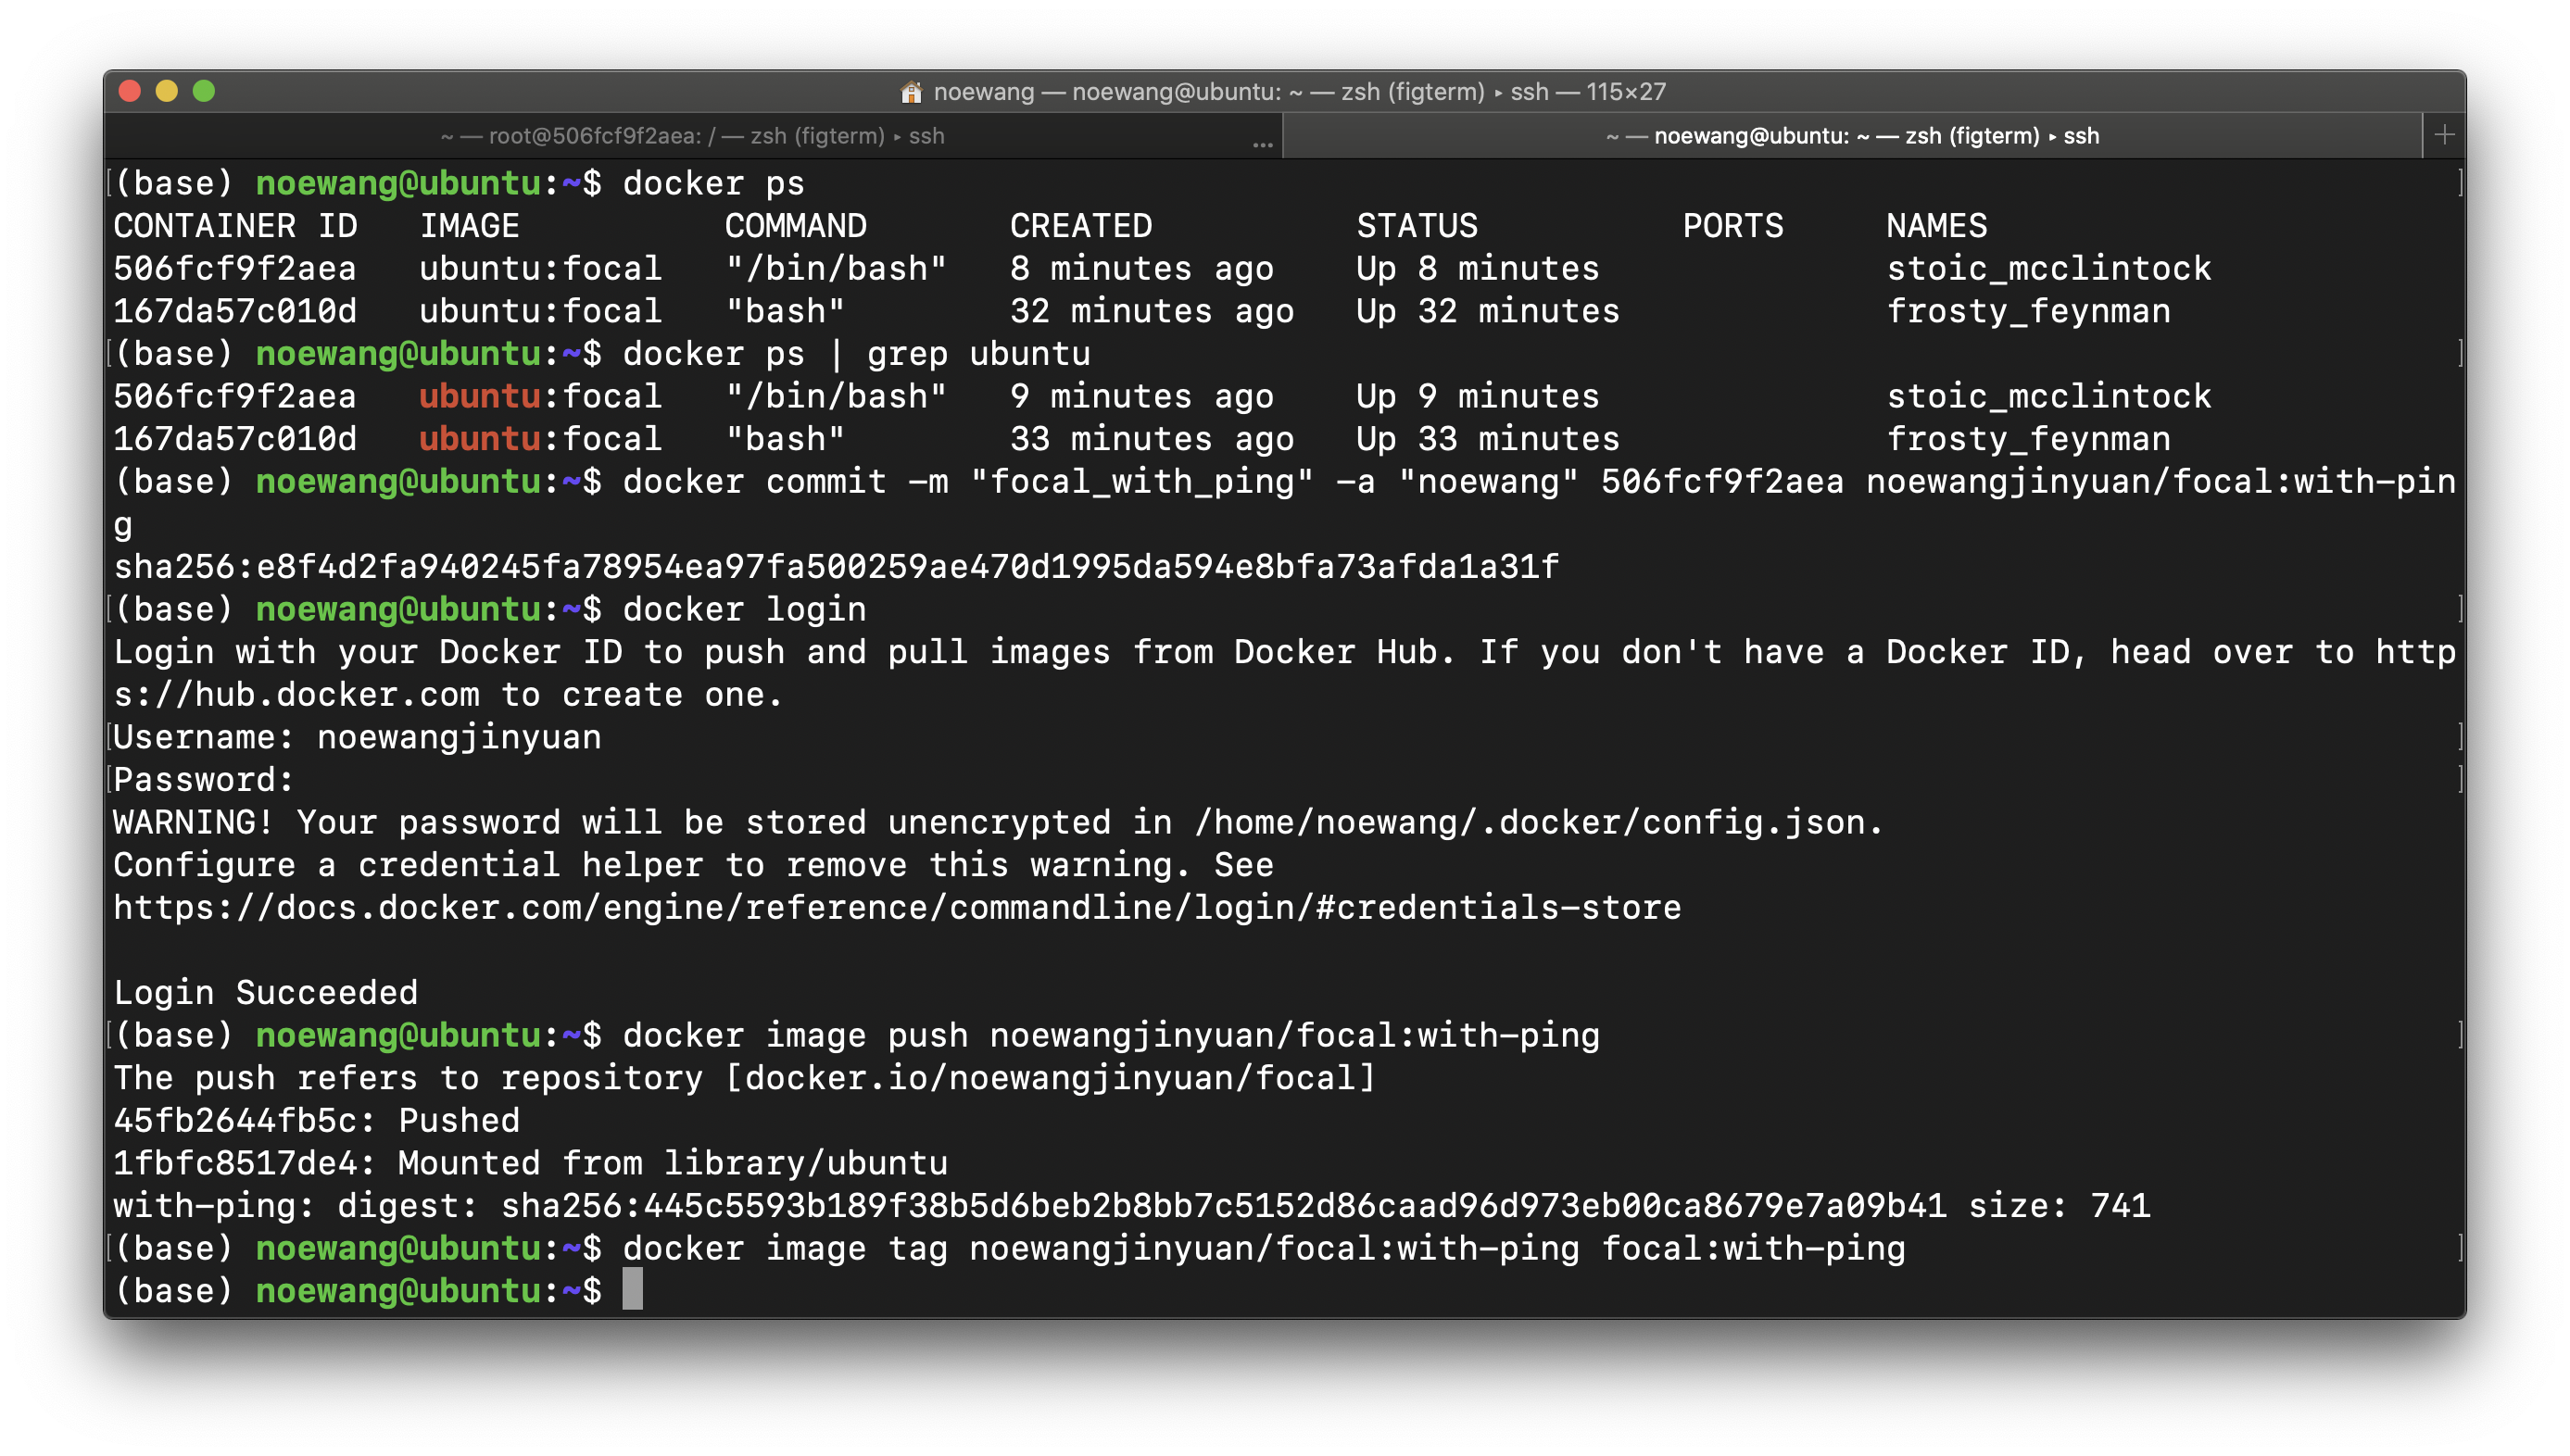 noewang — noewang@ubuntu: ~ — zsh (figterm) ▸ ssh — 115×27
~ — root@506fcf9f2aea: / — zsh (figterm) ▸ ssh ...
~ — noewang@ubuntu: ~ — zsh (figterm) ▸ ssh +
[(base) noewang@ubuntu:~$ docker ps ]
CONTAINER ID   IMAGE          COMMAND       CREATED          STATUS          PORTS     NAMES
506fcf9f2aea   ubuntu:focal   "/bin/bash"   8 minutes ago    Up 8 minutes              stoic_mcclintock
167da57c010d   ubuntu:focal   "bash"        32 minutes ago   Up 32 minutes             frosty_feynman
[(base) noewang@ubuntu:~$ docker ps | grep ubuntu ]
506fcf9f2aea   ubuntu:focal   "/bin/bash"   9 minutes ago    Up 9 minutes              stoic_mcclintock
167da57c010d   ubuntu:focal   "bash"        33 minutes ago   Up 33 minutes             frosty_feynman
(base) noewang@ubuntu:~$ docker commit -m "focal_with_ping" -a "noewang" 506fcf9f2aea noewangjinyuan/focal:with-pin
g
sha256:e8f4d2fa940245fa78954ea97fa500259ae470d1995da594e8bfa73afda1a31f
[(base) noewang@ubuntu:~$ docker login ]
Login with your Docker ID to push and pull images from Docker Hub. If you don't have a Docker ID, head over to http
s://hub.docker.com to create one.
[Username: noewangjinyuan ]
[Password: ]
WARNING! Your password will be stored unencrypted in /home/noewang/.docker/config.json.
Configure a credential helper to remove this warning. See
https://docs.docker.com/engine/reference/commandline/login/#credentials-store
Login Succeeded
[(base) noewang@ubuntu:~$ docker image push noewangjinyuan/focal:with-ping ]
The push refers to repository [docker.io/noewangjinyuan/focal]
45fb2644fb5c: Pushed
1fbfc8517de4: Mounted from library/ubuntu
with-ping: digest: sha256:445c5593b189f38b5d6beb2b8bb7c5152d86caad96d973eb00ca8679e7a09b41 size: 741
[(base) noewang@ubuntu:~$ docker image tag noewangjinyuan/focal:with-ping focal:with-ping ]
(base) noewang@ubuntu:~$